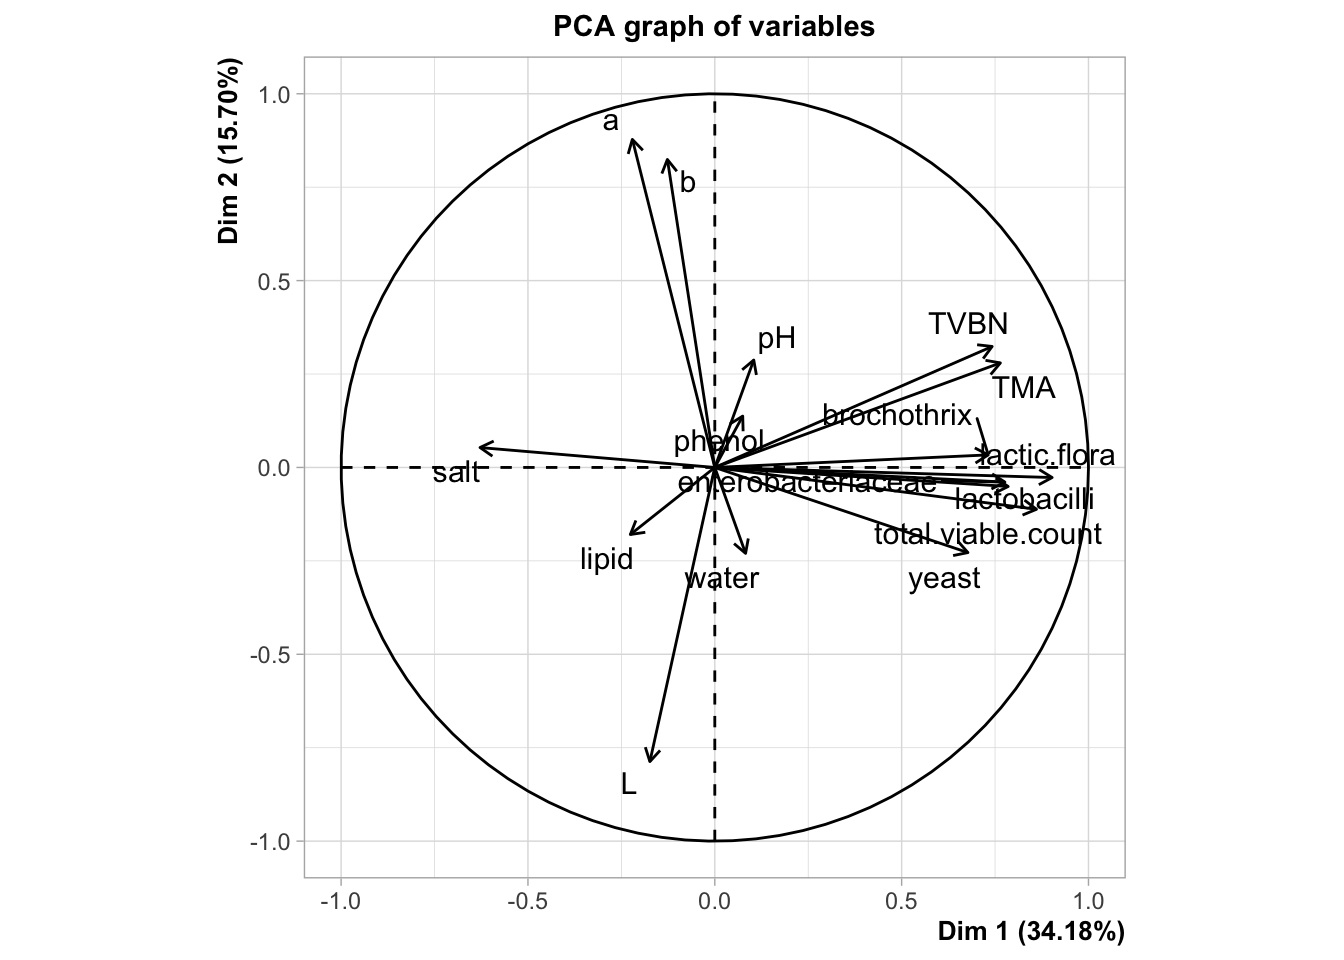 PCA graph of variables
Dim 2 (15.70%)
1.0
0.5
0.0
-0.5
-1.0
a
b
pH
TVBN
TMA
brochothrix
phenol
lactic.flora
salt
enterobacteriaceae
lactobacilli
total.viable.count
lipid
water
yeast
L
-1.0
-0.5
0.0
0.5
1.0
Dim 1 (34.18%)